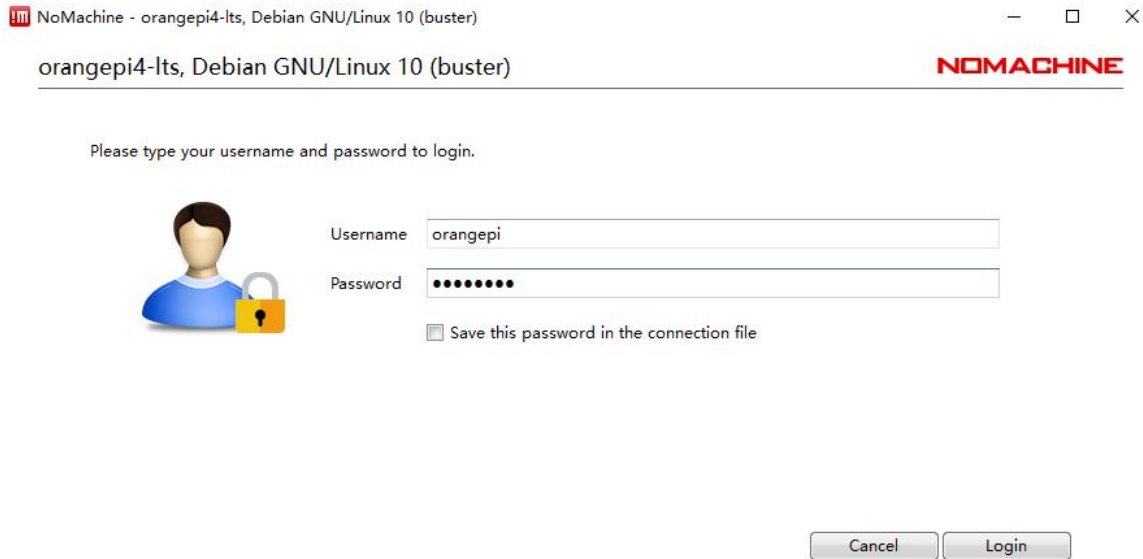 NoMachine - orangepi4-lts, Debian GNU/Linux 10 (buster)
orangepi4-lts, Debian GNU/Linux 10 (buster)
NOMACHINE
Please type your username and password to login.
Username orangepi
Password ●●●●●●●●
Save this password in the connection file
Cancel Login